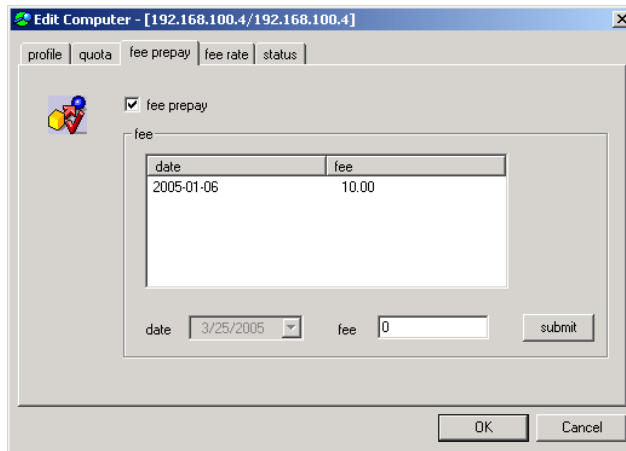 Edit Computer - [192.168.100.4/192.168.100.4]
profile quota fee prepay fee rate status
fee prepay
fee
date fee
2005-01-06 10.00
date 3/25/2005 fee 0 submit
OK Cancel